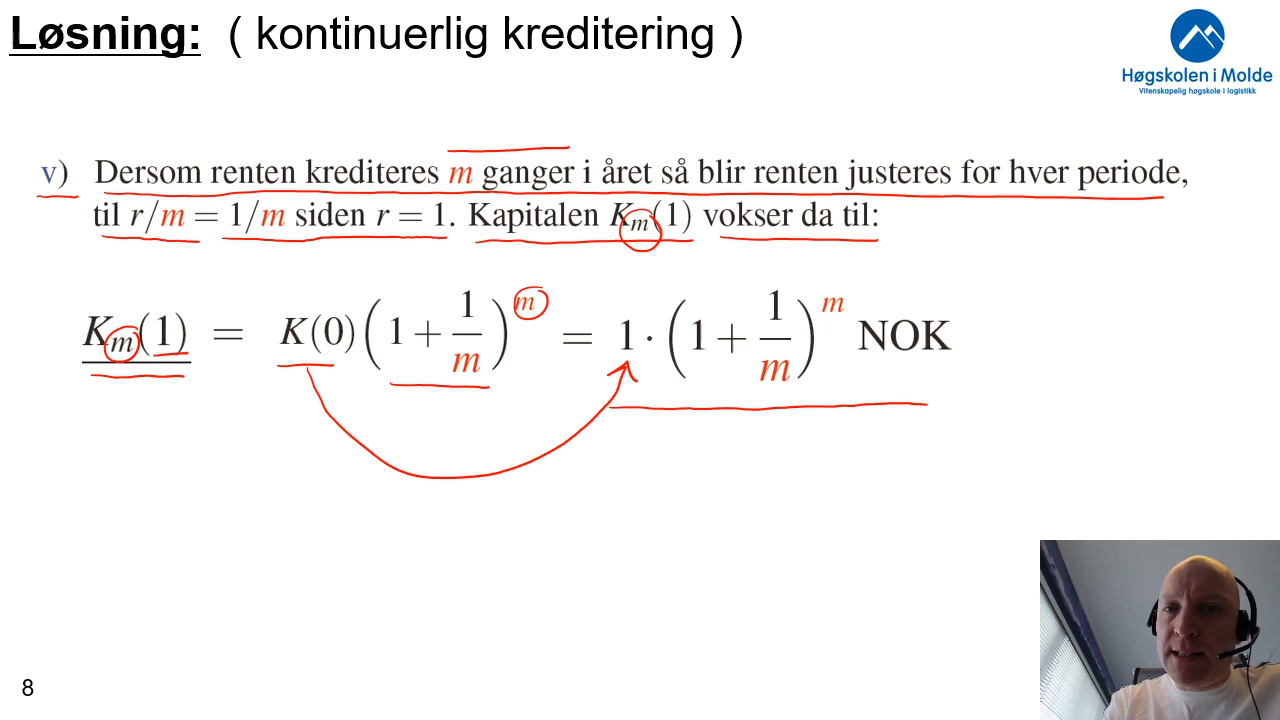 Løsning: ( kontinuerlig kreditering )
Høgskolen i Molde
Vitenskapelig høgskole i logistikk
v) Dersom renten krediteres m ganger i året så blir renten justeres for hver periode,
til r/m = 1/m siden r = 1. Kapitalen Kₘ(1) vokser da til:
Kₘ(1) = K(0)(1 + 1/m)^m = 1 · (1 + 1/m)^m NOK
8